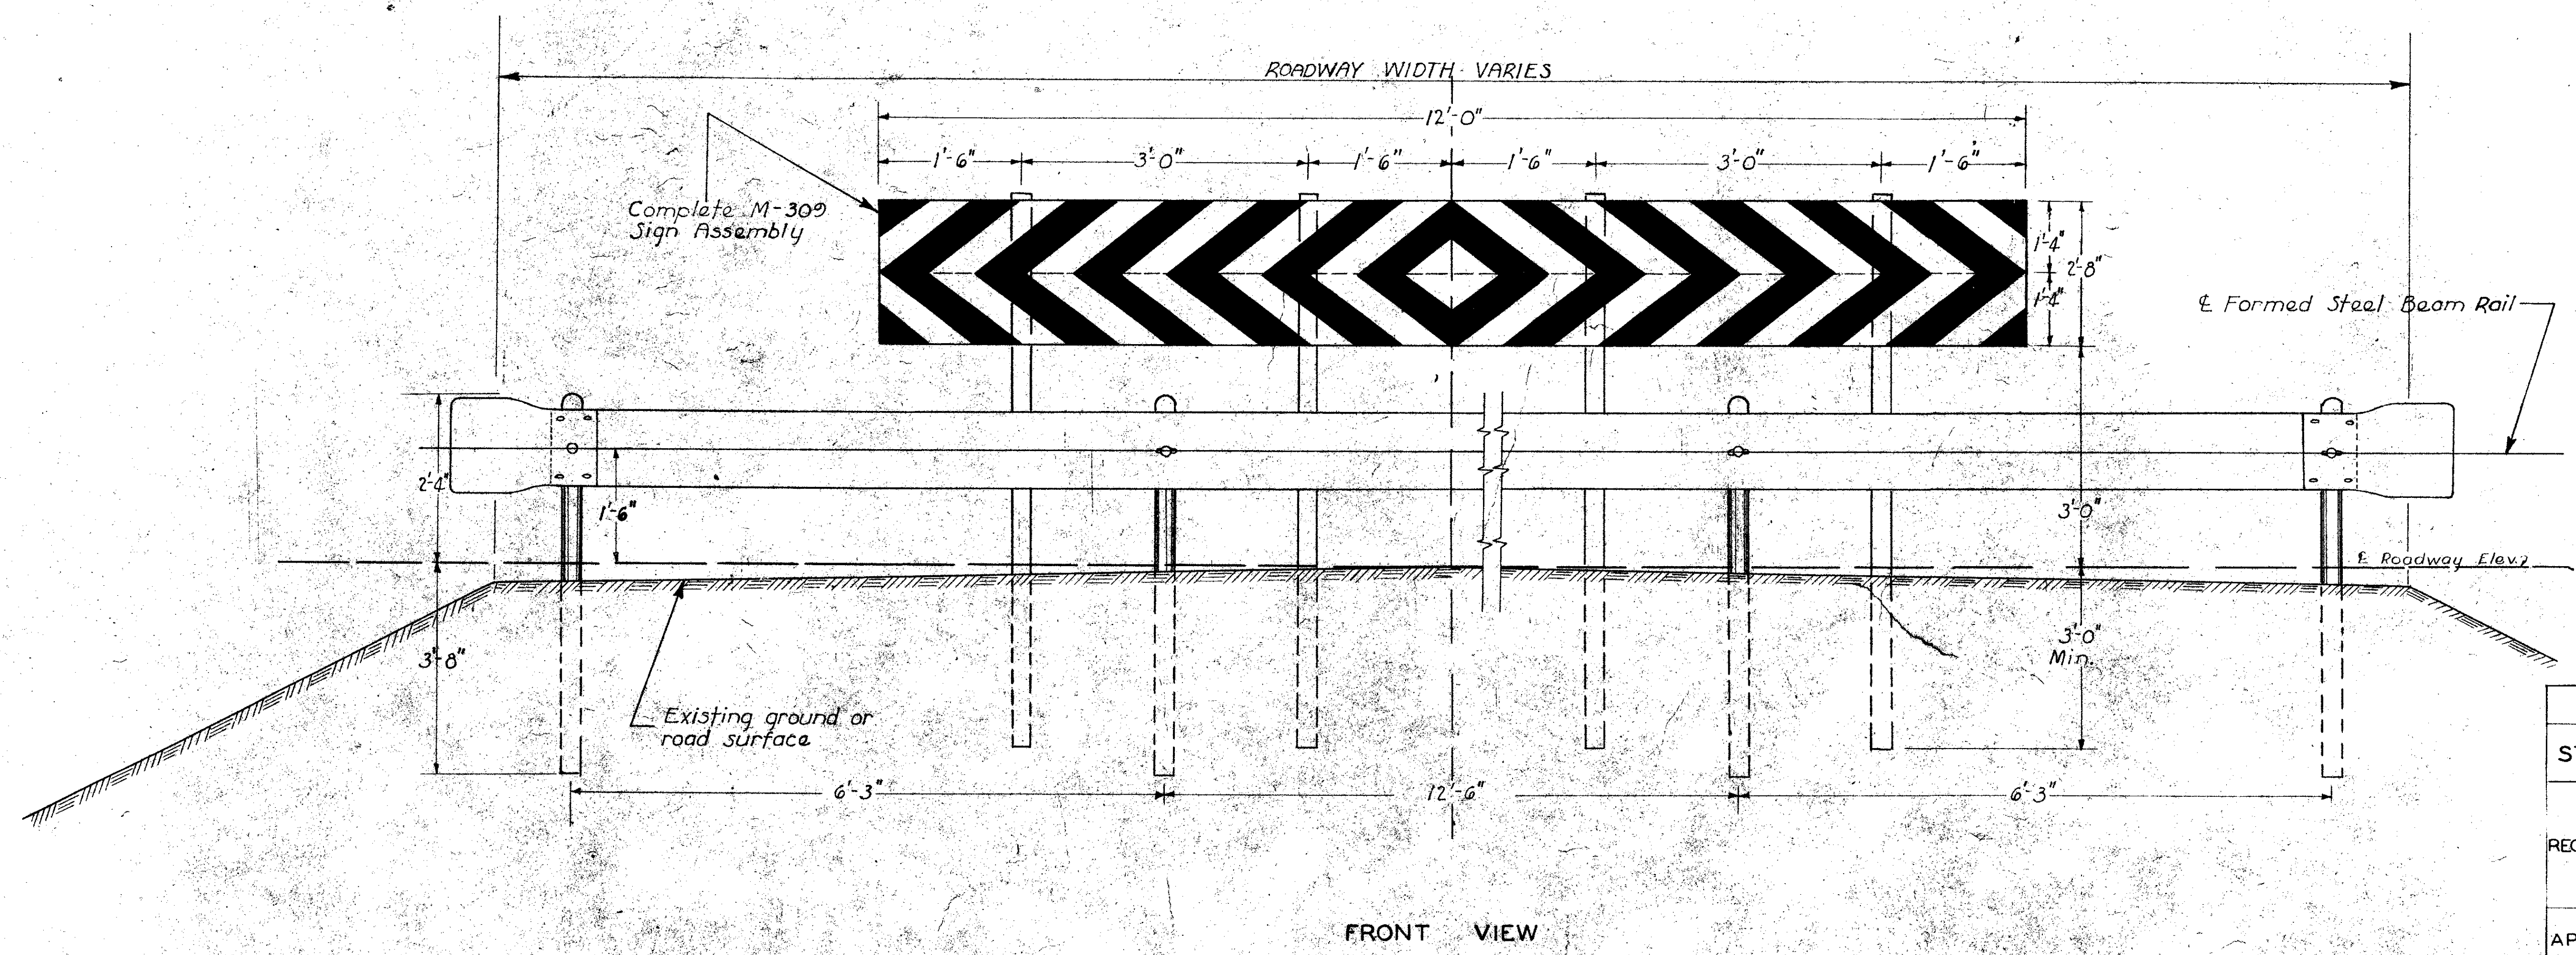 ROADWAY WIDTH VARIES
12'-0"
1'-6" 3'-0" 1'-6" 1'-6" 3'-0" 1'-6"
Complete M-309
Sign Assembly
1'-4"
2'-8"
1'-4"
℄ Formed Steel Beam Rail
2'-4"
1'-6"
3'-0"
℄ Roadway Elev.
3'-0"
Min.
3'-8"
Existing ground or
road surface
6'-3" 12'-6" 6'-3"
FRONT VIEW